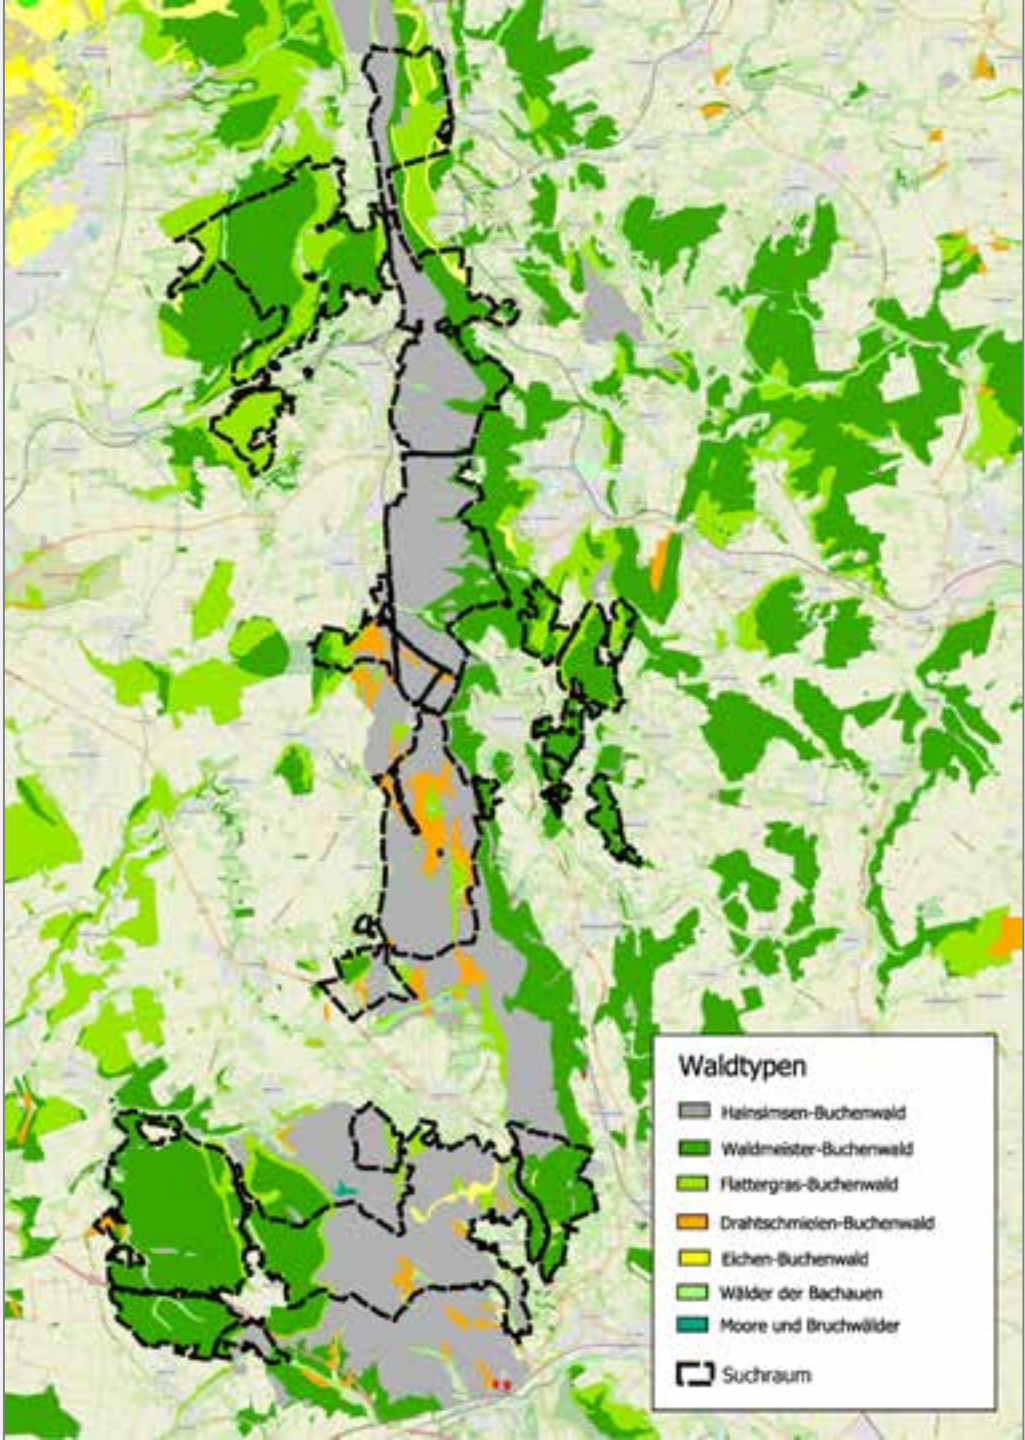 Waldtypen
Hainsimsen-Buchenwald
Waldmeister-Buchenwald
Flattergras-Buchenwald
Drahtschmielen-Buchenwald
Eichen-Buchenwald
Wälder der Bachauen
Moore und Bruchwälder
Suchraum